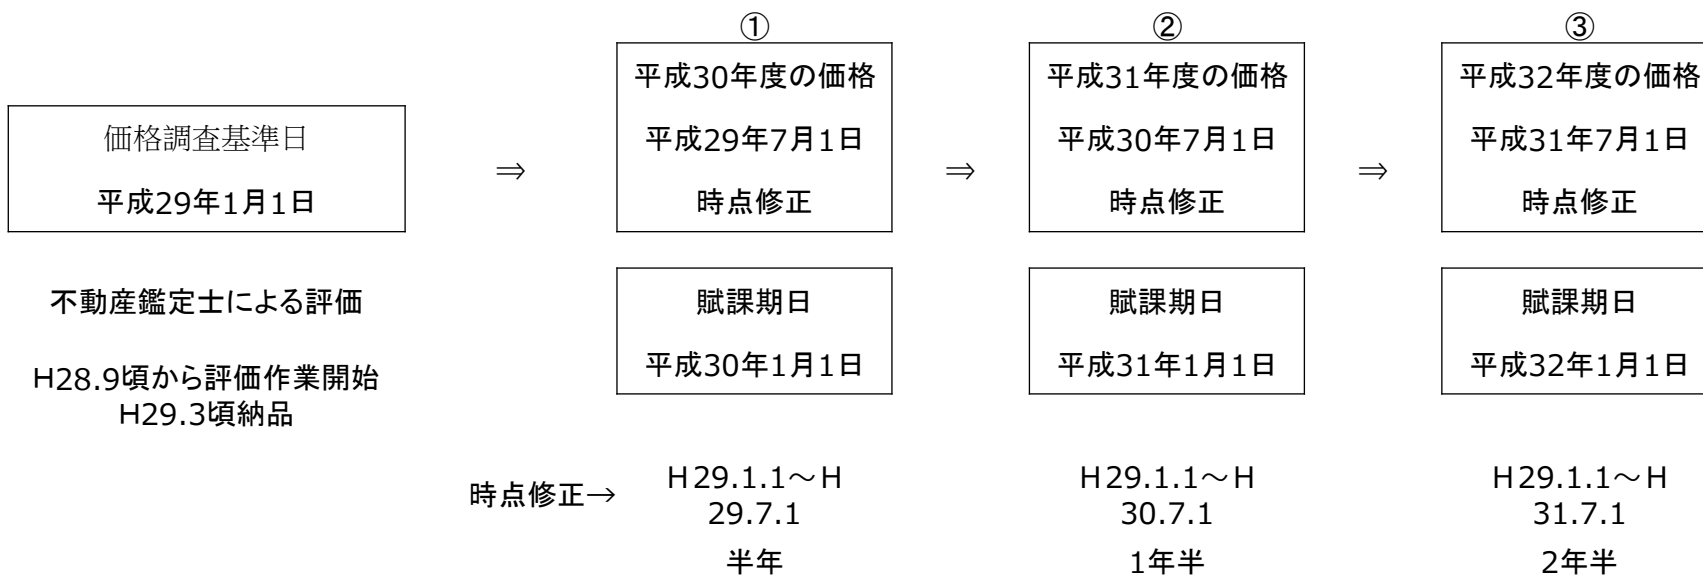 価格調査基準日
平成29年1月1日
不動産鑑定士による評価
H28.9頃から評価作業開始
H29.3頃納品
⇒
①
平成30年度の価格
平成29年7月1日
時点修正
賦課期日
平成30年1月1日
時点修正→
H29.1.1～H
29.7.1
半年
⇒
②
平成31年度の価格
平成30年7月1日
時点修正
賦課期日
平成31年1月1日
H29.1.1～H
30.7.1
1年半
⇒
③
平成32年度の価格
平成31年7月1日
時点修正
賦課期日
平成32年1月1日
H29.1.1～H
31.7.1
2年半